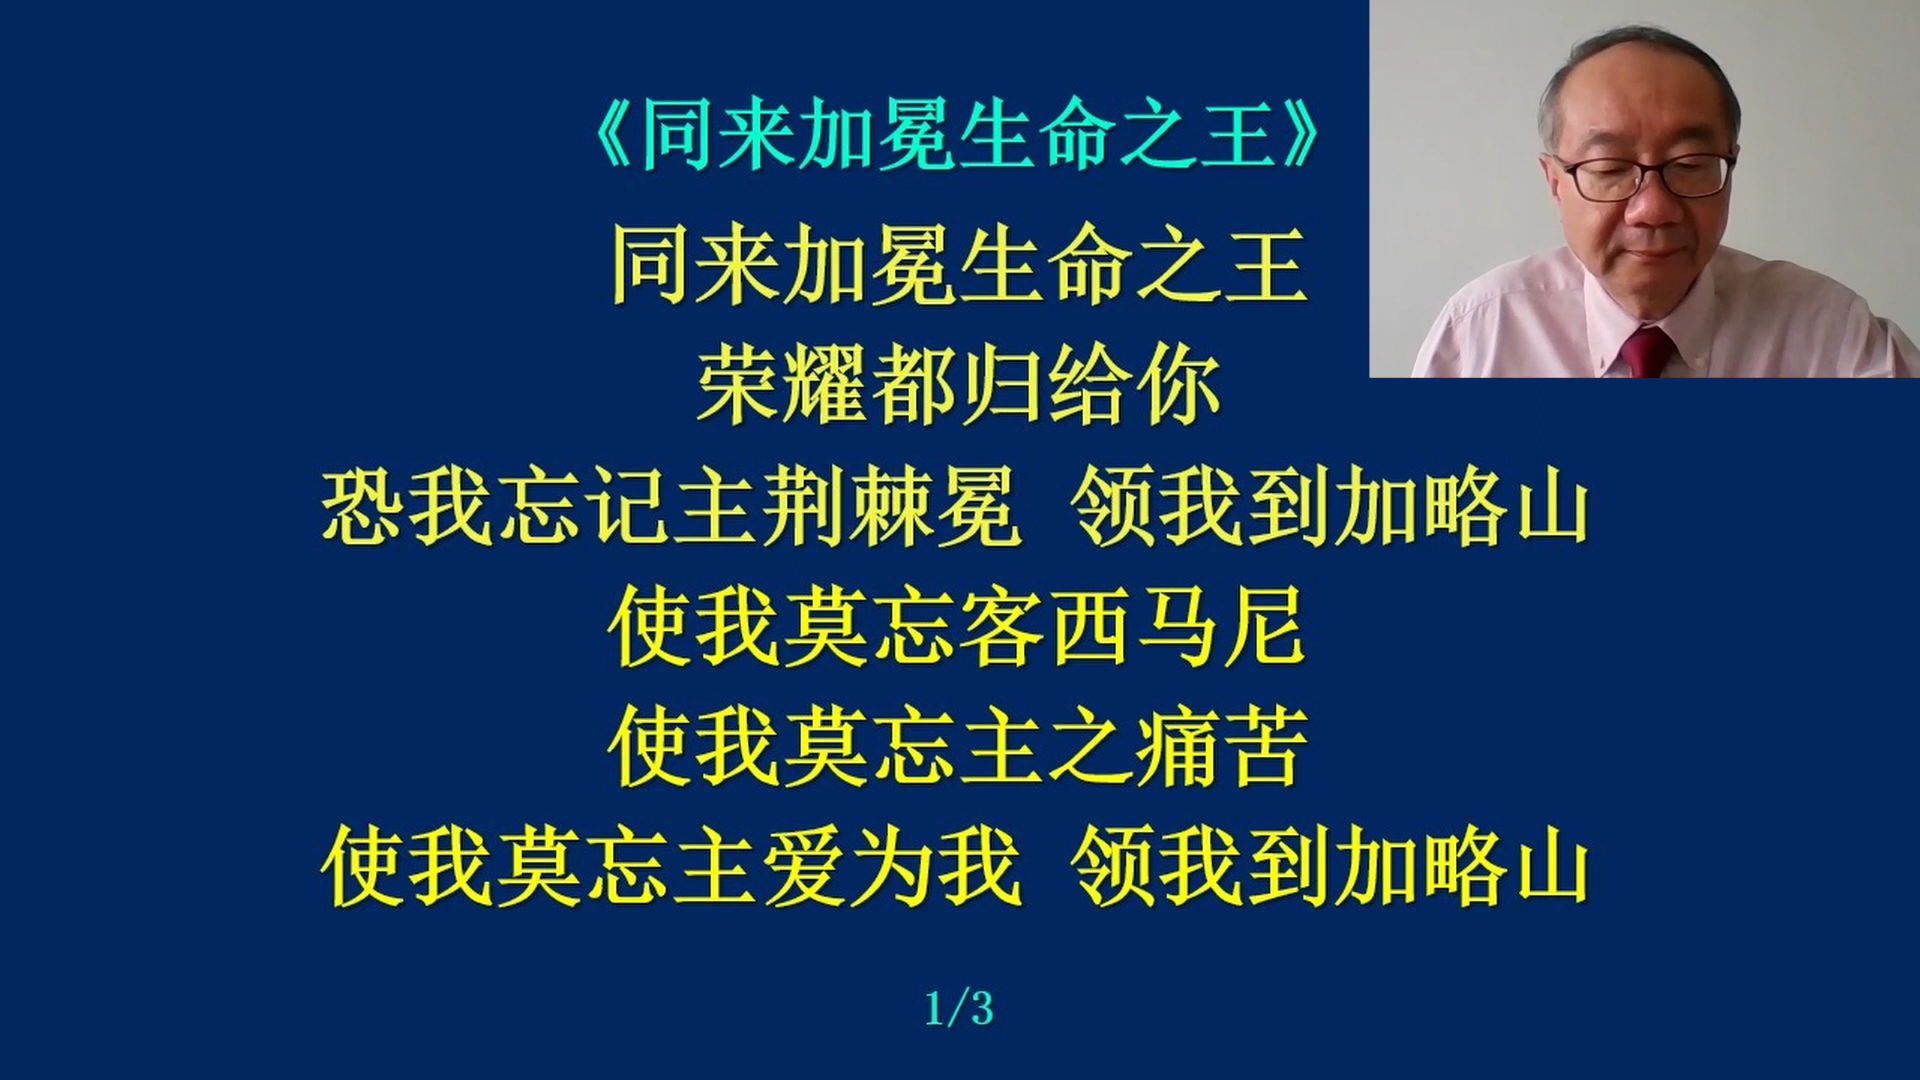 《同来加冕生命之王》
同来加冕生命之王
荣耀都归给你
恐我忘记主荆棘冕 领我到加略山
使我莫忘客西马尼
使我莫忘主之痛苦
使我莫忘主爱为我 领我到加略山
1/3